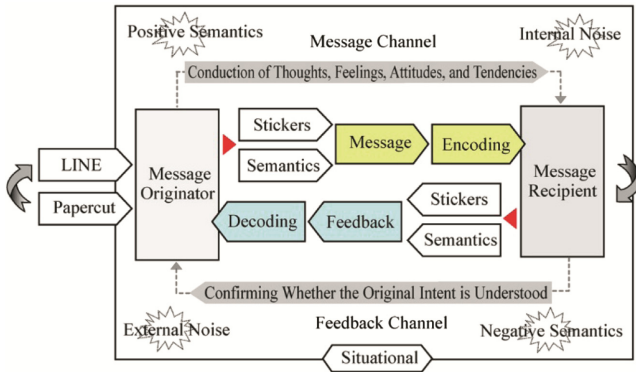 Positive Semantics
Message Channel
Internal Noise
Conduction of Thoughts, Feelings, Attitudes, and Tendencies
LINE
Papercut
Message
Originator
Stickers
Semantics
Message
Encoding
Message
Recipient
Decoding
Feedback
Stickers
Semantics
Confirming Whether the Original Intent is Understood
External Noise
Feedback Channel
Negative Semantics
Situational